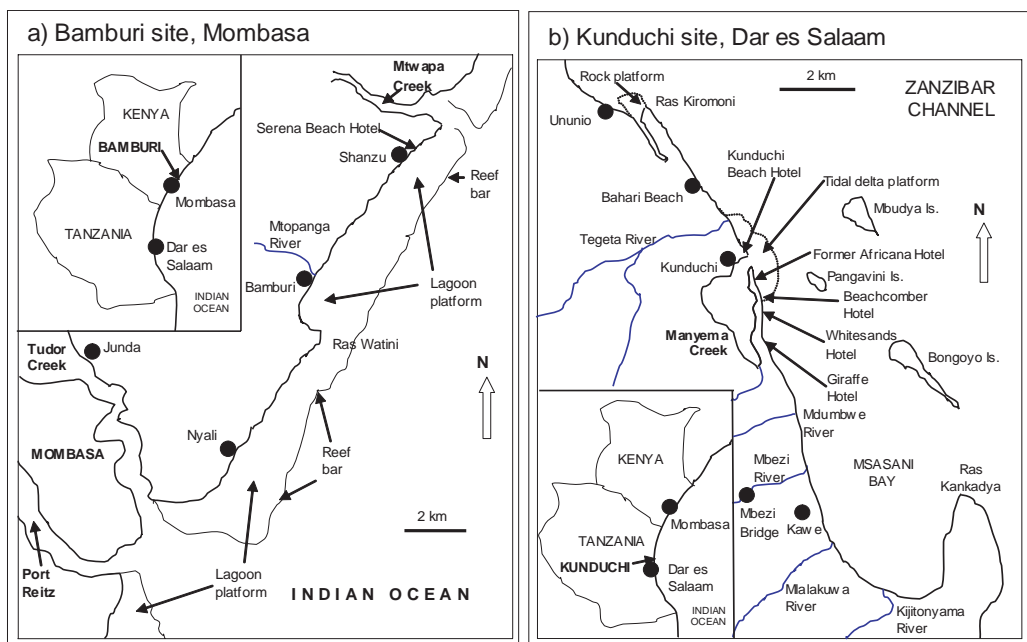 a) Bamburi site, Mombasa
Mtwapa
Creek
KENYA
BAMBURI
Mombasa
TANZANIA
Dar es
Salaam
INDIAN
OCEAN
Serena Beach Hotel
Shanzu
Reef
bar
Mtopanga
River
Bamburi
Lagoon
platform
Ras Watini
Tudor
Creek
Junda
N
Nyali
MOMBASA
Reef
bar
2 km
Port
Reitz
Lagoon
platform
INDIAN OCEAN
b) Kunduchi site, Dar es Salaam
Rock platform
Ras Kiromoni
2 km
ZANZIBAR
CHANNEL
Ununio
Kunduchi
Beach Hotel
Tidal delta platform
Bahari Beach
Mbudya Is.
N
Tegeta River
Kunduchi
Former Africana Hotel
Pangavini Is.
Beachcomber
Hotel
Manyema
Creek
Whitesands
Hotel
Bongoyo Is.
Giraffe
Hotel
Mdumbwe
River
KENYA
Mbezi
River
MSASANI
BAY
Ras
Kankadya
Mombasa
Mbezi
Bridge
Kawe
TANZANIA
KUNDUCHI
Dar es
Salaam
INDIAN
OCEAN
Mlalakuwa
River
Kijitonyama
River